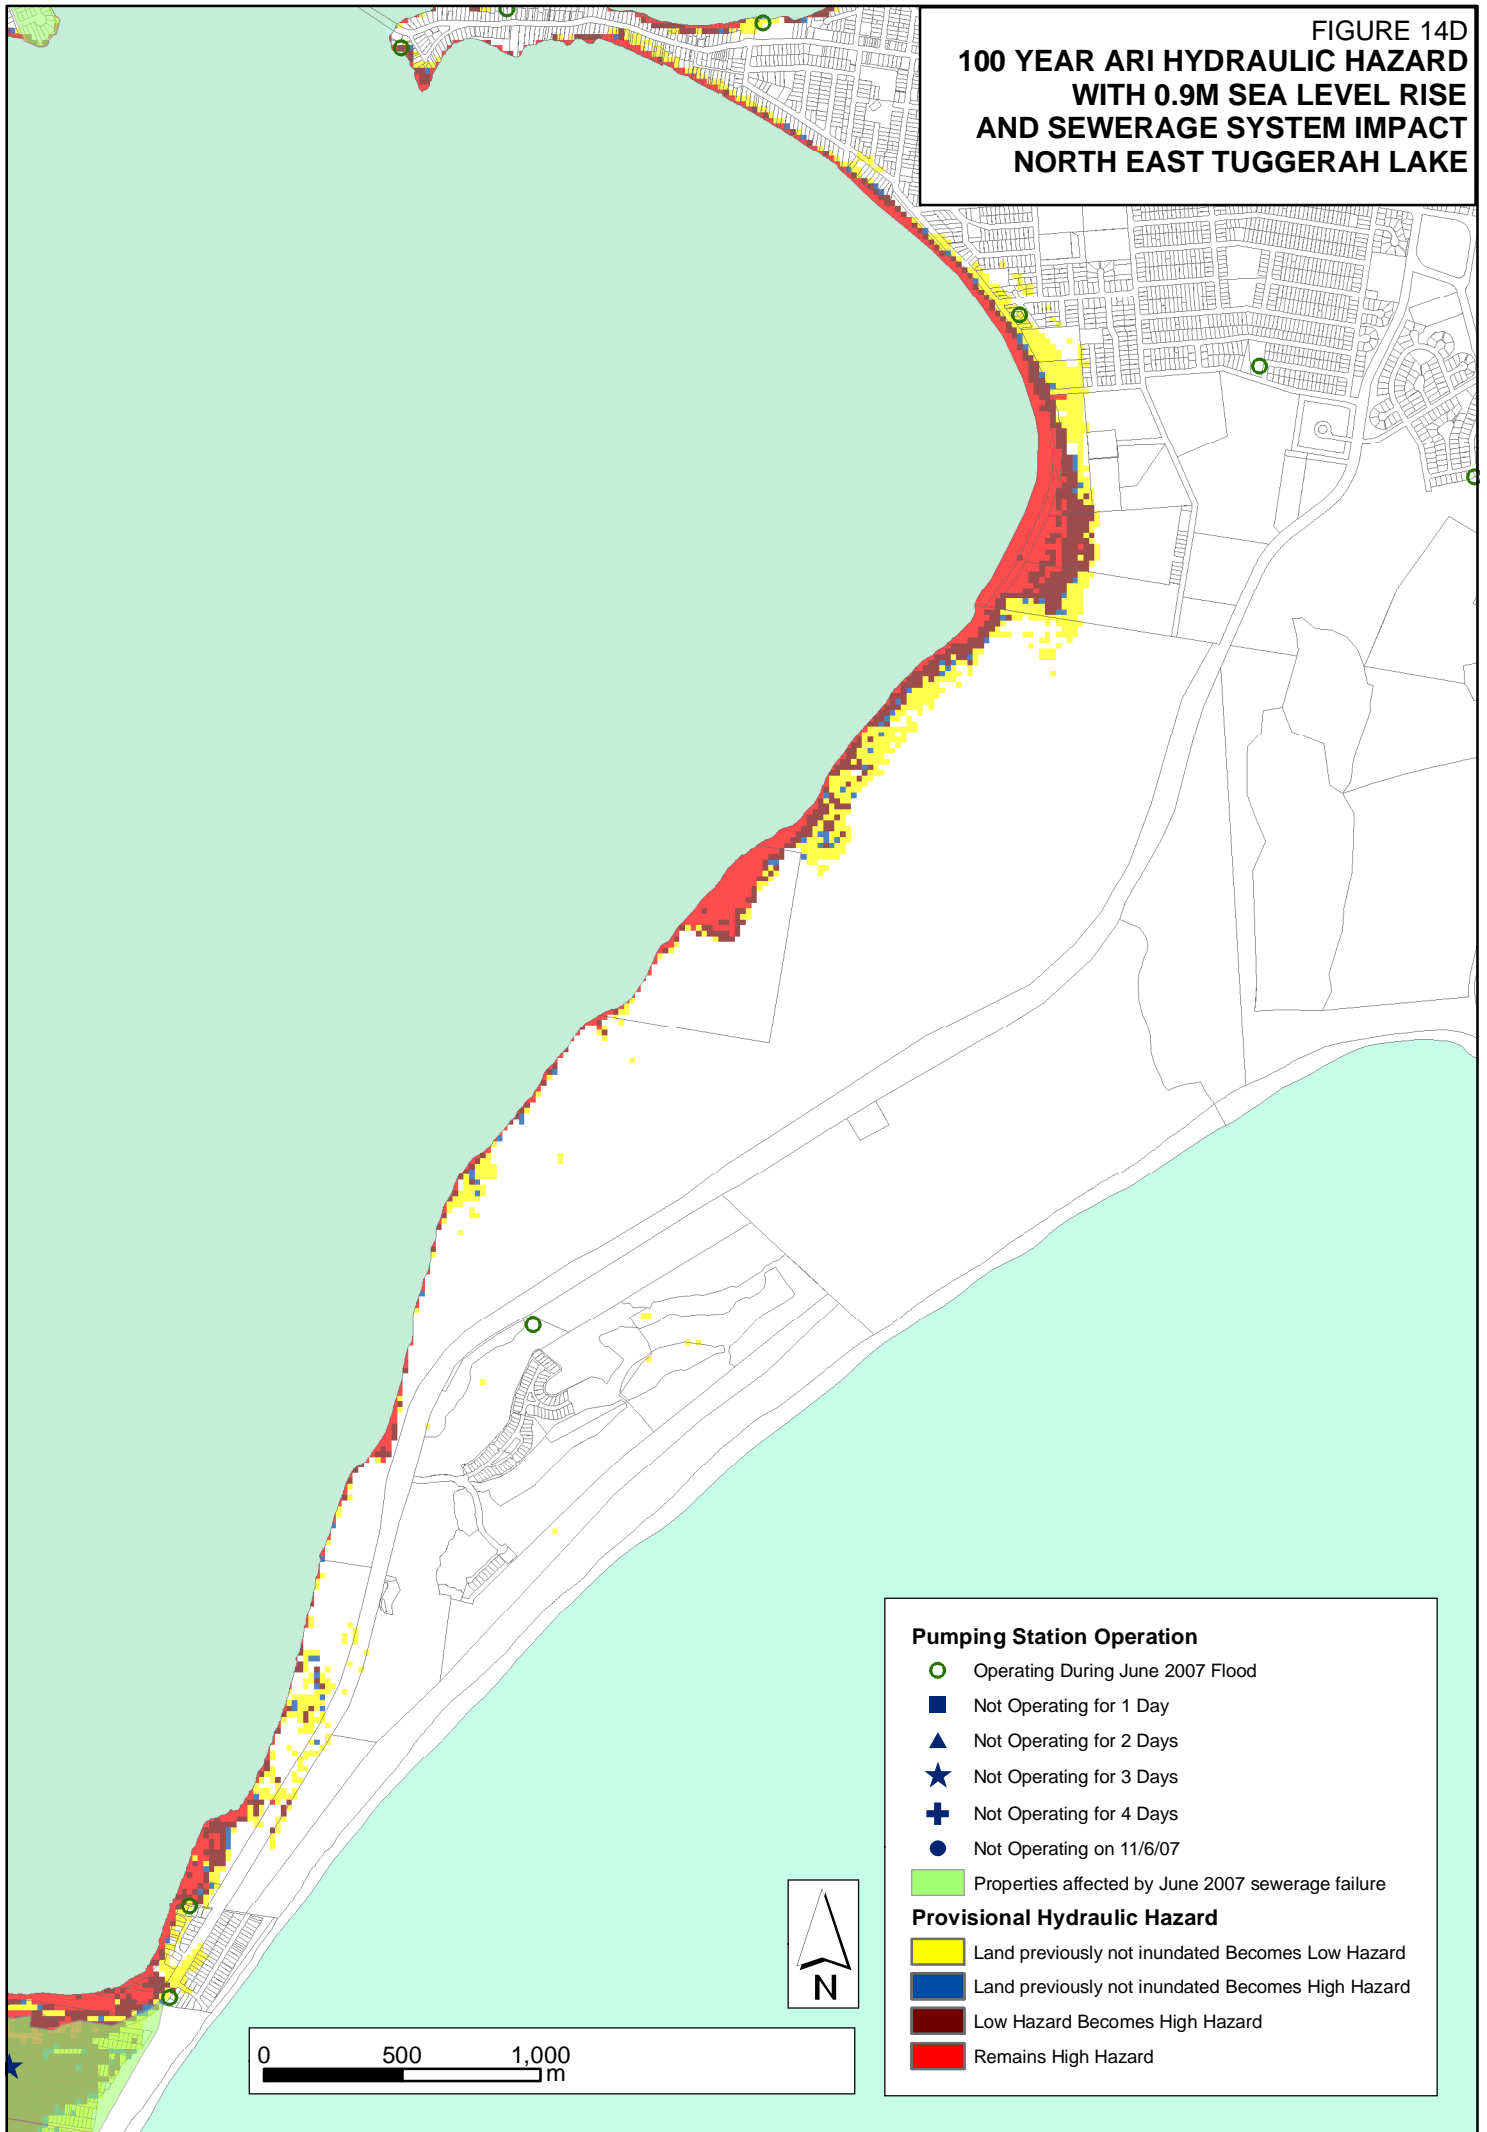 FIGURE 14D
100 YEAR ARI HYDRAULIC HAZARD
WITH 0.9M SEA LEVEL RISE
AND SEWERAGE SYSTEM IMPACT
NORTH EAST TUGGERAH LAKE
Pumping Station Operation
Operating During June 2007 Flood
Not Operating for 1 Day
Not Operating for 2 Days
Not Operating for 3 Days
Not Operating for 4 Days
Not Operating on 11/6/07
Properties affected by June 2007 sewerage failure
Provisional Hydraulic Hazard
Land previously not inundated Becomes Low Hazard
Land previously not inundated Becomes High Hazard
Low Hazard Becomes High Hazard
Remains High Hazard
N
0 500 1,000
m